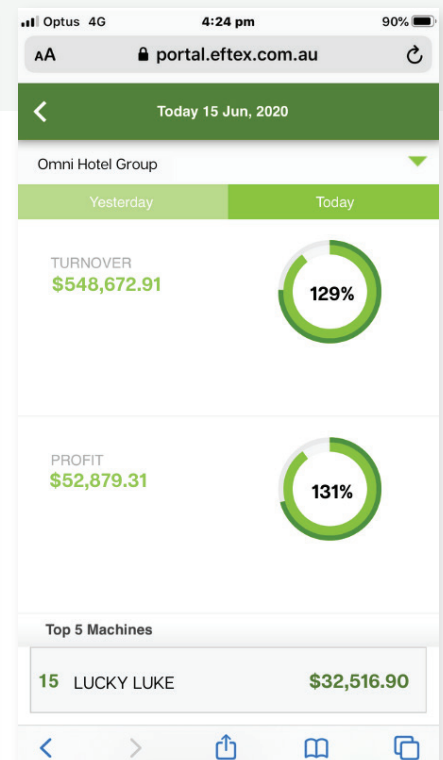 Optus 4G 4:24 pm 90%
AA portal.eftex.com.au
Today 15 Jun, 2020
Omni Hotel Group
Yesterday Today
TURNOVER
$548,672.91
129%
PROFIT
$52,879.31
131%
Top 5 Machines
15 LUCKY LUKE $32,516.90